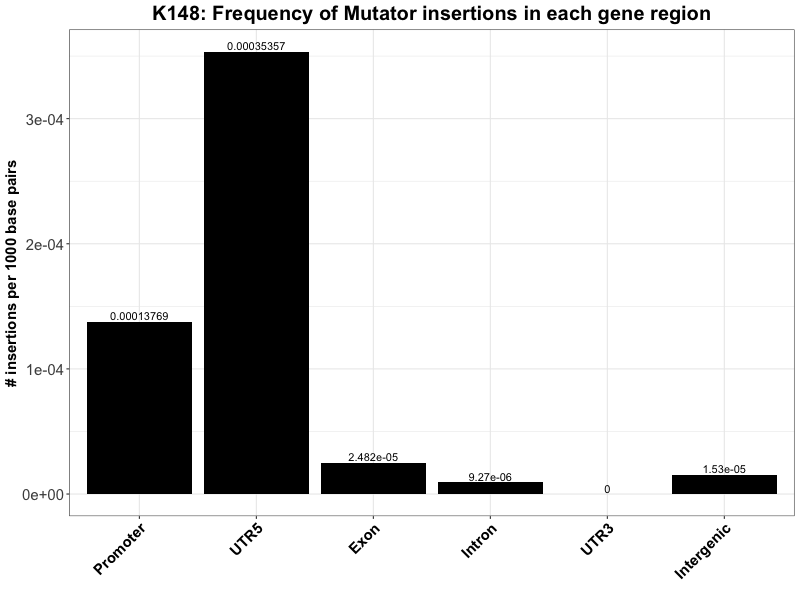 K148: Frequency of Mutator insertions in each gene region
# insertions per 1000 base pairs
3e-04
2e-04
1e-04
0e+00
0.00013769
0.00035357
2.482e-05
9.27e-06
0
1.53e-05
Promoter
UTR5
Exon
Intron
UTR3
Intergenic